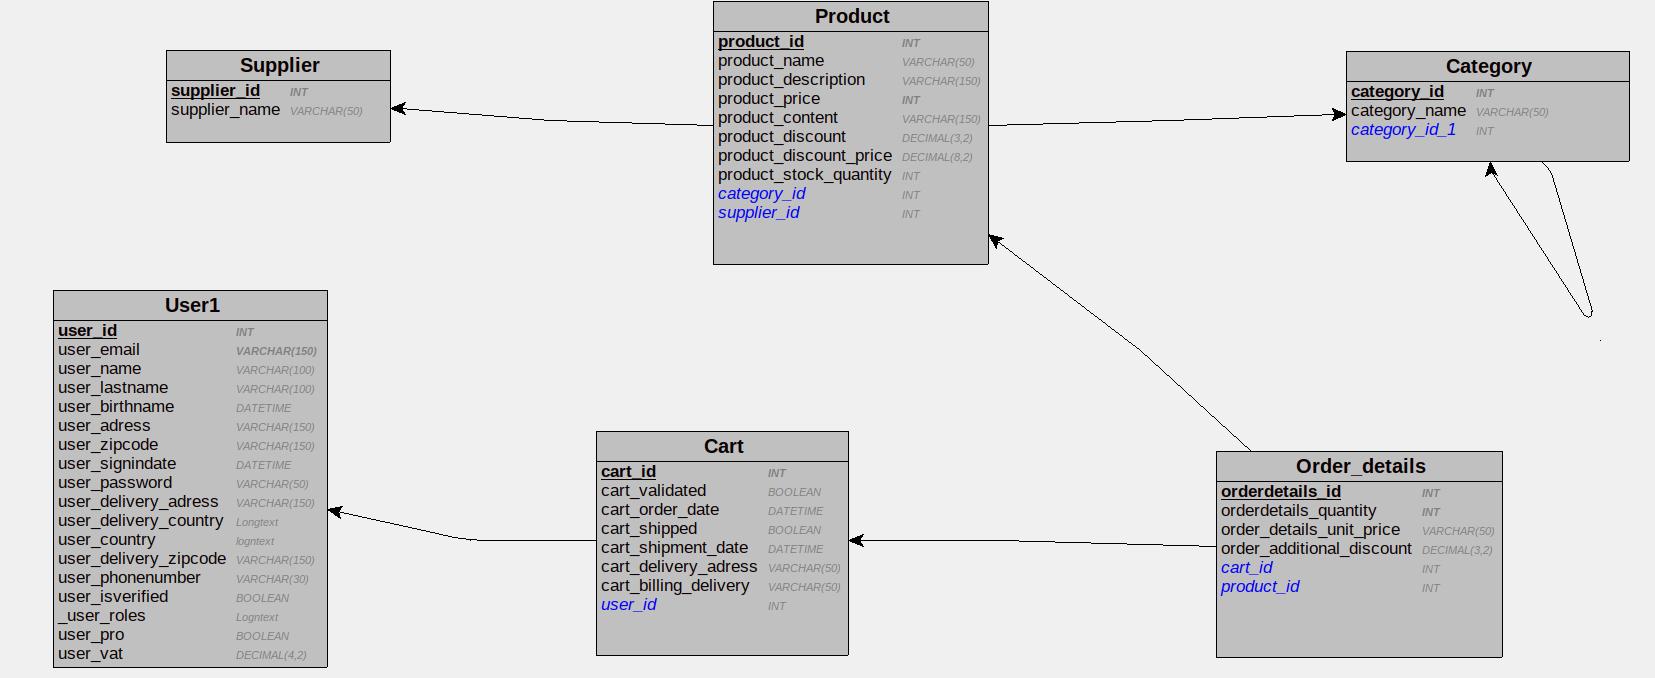 Product
product_id INT
product_name VARCHAR(50)
product_description VARCHAR(150)
product_price INT
product_content VARCHAR(150)
product_discount DECIMAL(3,2)
product_discount_price DECIMAL(8,2)
product_stock_quantity INT
category_id INT
supplier_id INT
Supplier
supplier_id INT
supplier_name VARCHAR(50)
Category
category_id INT
category_name VARCHAR(50)
category_id_1 INT
User1
user_id INT
user_email VARCHAR(150)
user_name VARCHAR(100)
user_lastname VARCHAR(100)
user_birthname DATETIME
user_adress VARCHAR(150)
user_zipcode VARCHAR(150)
user_signindate DATETIME
user_password VARCHAR(50)
user_delivery_adress VARCHAR(150)
user_delivery_country Longtext
user_country logntext
user_delivery_zipcode VARCHAR(150)
user_phonenumber VARCHAR(30)
user_isverified BOOLEAN
_user_roles Logntext
user_pro BOOLEAN
user_vat DECIMAL(4,2)
Cart
cart_id INT
cart_validated BOOLEAN
cart_order_date DATETIME
cart_shipped BOOLEAN
cart_shipment_date DATETIME
cart_delivery_adress VARCHAR(50)
cart_billing_delivery VARCHAR(50)
user_id INT
Order_details
orderdetails_id INT
orderdetails_quantity INT
order_details_unit_price VARCHAR(50)
order_additional_discount DECIMAL(3,2)
cart_id INT
product_id INT